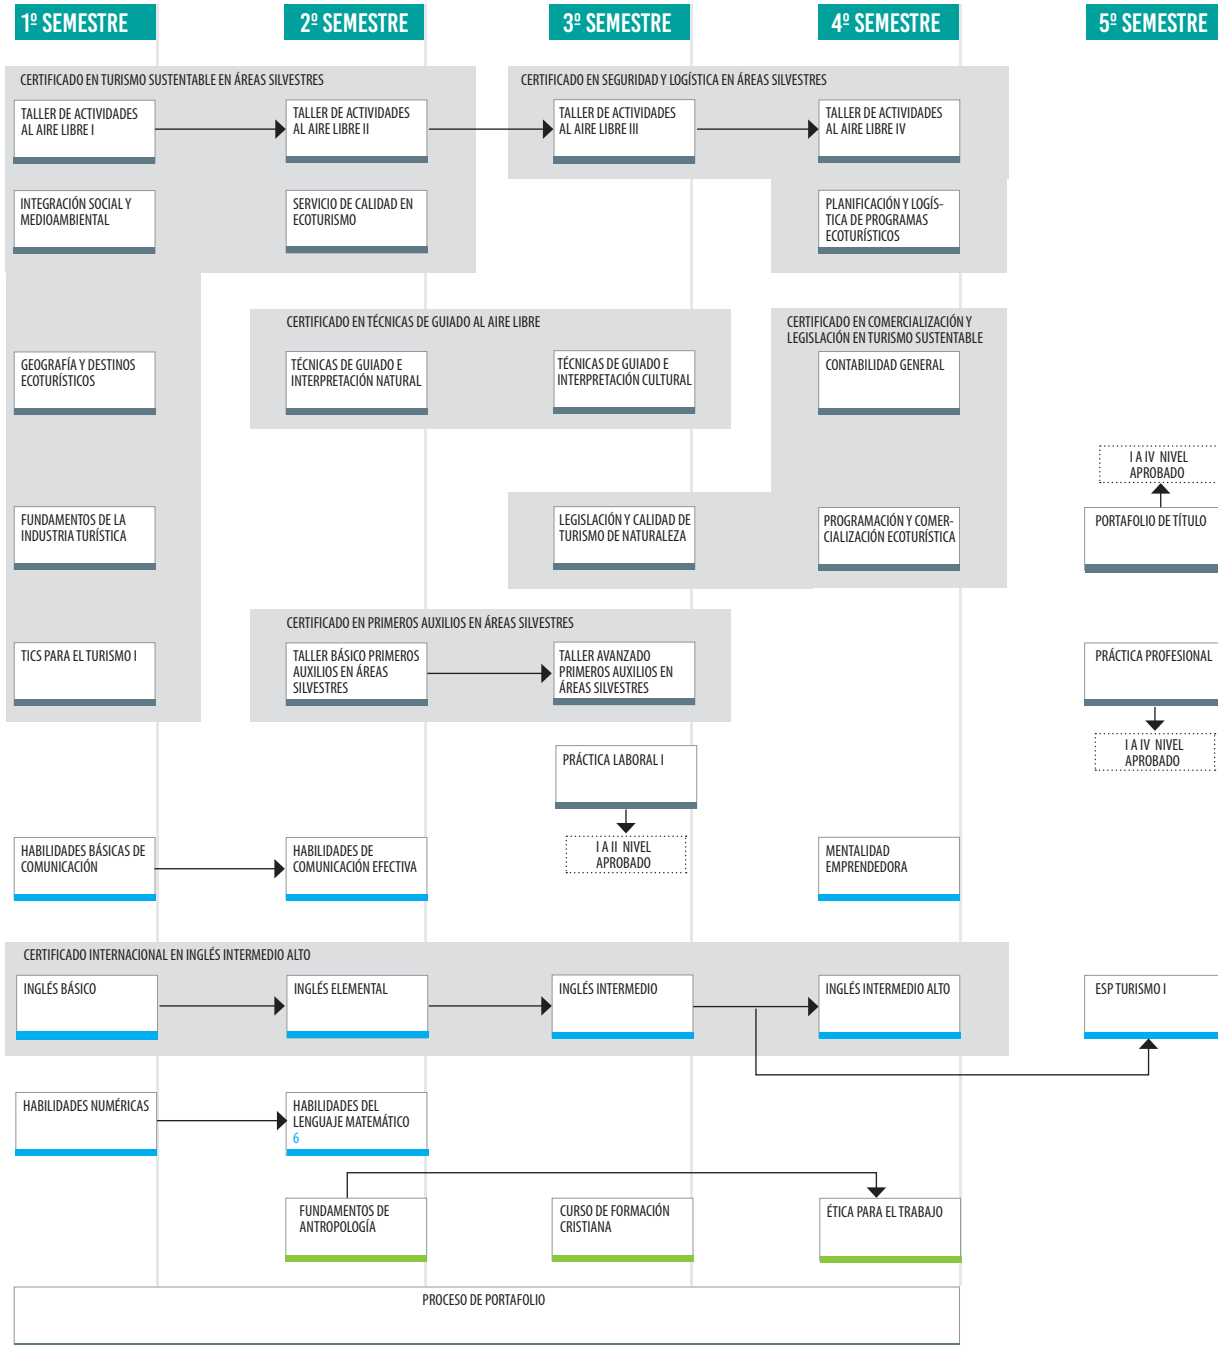 1º SEMESTRE
2º SEMESTRE
3º SEMESTRE
4º SEMESTRE
5º SEMESTRE
CERTIFICADO EN TURISMO SUSTENTABLE EN ÁREAS SILVESTRES
CERTIFICADO EN SEGURIDAD Y LOGÍSTICA EN ÁREAS SILVESTRES
TALLER DE ACTIVIDADES
AL AIRE LIBRE I
TALLER DE ACTIVIDADES
AL AIRE LIBRE II
TALLER DE ACTIVIDADES
AL AIRE LIBRE III
TALLER DE ACTIVIDADES
AL AIRE LIBRE IV
INTEGRACIÓN SOCIAL Y
MEDIOAMBIENTAL
SERVICIO DE CALIDAD EN
ECOTURISMO
PLANIFICACIÓN Y LOGÍS-
TICA DE PROGRAMAS
ECOTURÍSTICOS
CERTIFICADO EN TÉCNICAS DE GUIADO AL AIRE LIBRE
CERTIFICADO EN COMERCIALIZACIÓN Y
LEGISLACIÓN EN TURISMO SUSTENTABLE
GEOGRAFÍA Y DESTINOS
ECOTURÍSTICOS
TÉCNICAS DE GUIADO E
INTERPRETACIÓN NATURAL
TÉCNICAS DE GUIADO E
INTERPRETACIÓN CULTURAL
CONTABILIDAD GENERAL
I A IV NIVEL
APROBADO
FUNDAMENTOS DE LA
INDUSTRIA TURÍSTICA
LEGISLACIÓN Y CALIDAD DE
TURISMO DE NATURALEZA
PROGRAMACIÓN Y COMER-
CIALIZACIÓN ECOTURÍSTICA
PORTAFOLIO DE TÍTULO
CERTIFICADO EN PRIMEROS AUXILIOS EN ÁREAS SILVESTRES
TICS PARA EL TURISMO I
TALLER BÁSICO PRIMEROS
AUXILIOS EN ÁREAS
SILVESTRES
TALLER AVANZADO
PRIMEROS AUXILIOS EN
ÁREAS SILVESTRES
PRÁCTICA PROFESIONAL
I A IV NIVEL
APROBADO
PRÁCTICA LABORAL I
I A II NIVEL
APROBADO
HABILIDADES BÁSICAS DE
COMUNICACIÓN
HABILIDADES DE
COMUNICACIÓN EFECTIVA
MENTALIDAD
EMPRENDEDORA
CERTIFICADO INTERNACIONAL EN INGLÉS INTERMEDIO ALTO
INGLÉS BÁSICO
INGLÉS ELEMENTAL
INGLÉS INTERMEDIO
INGLÉS INTERMEDIO ALTO
ESP TURISMO I
HABILIDADES NUMÉRICAS
HABILIDADES DEL
LENGUAJE MATEMÁTICO
6
FUNDAMENTOS DE
ANTROPOLOGÍA
CURSO DE FORMACIÓN
CRISTIANA
ÉTICA PARA EL TRABAJO
PROCESO DE PORTAFOLIO